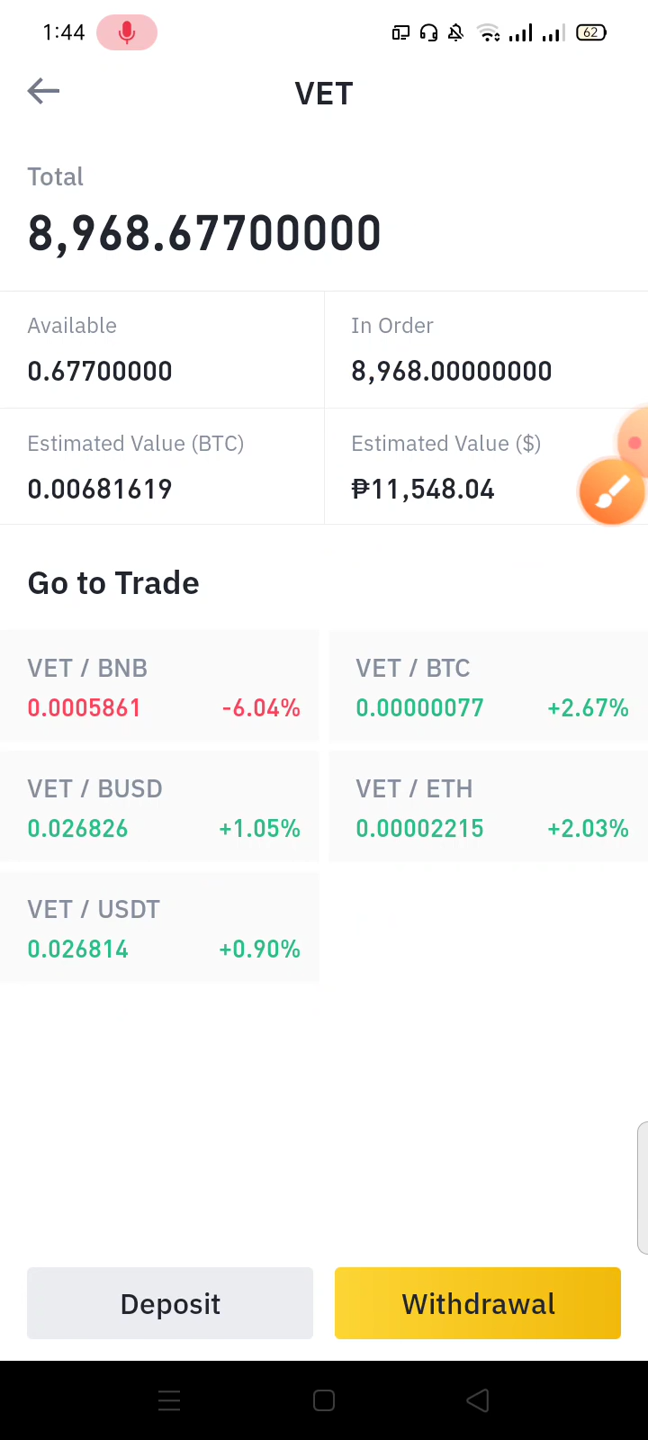 1:44
62
VET
Total
8,968.67700000
Available
In Order
0.67700000
8,968.00000000
Estimated Value (BTC)
Estimated Value ($)
0.00681619
₱11,548.04
Go to Trade
VET / BNB
VET / BTC
0.0005861 -6.04%
0.00000077 +2.67%
VET / BUSD
VET / ETH
0.026826 +1.05%
0.00002215 +2.03%
VET / USDT
0.026814 +0.90%
Deposit
Withdrawal